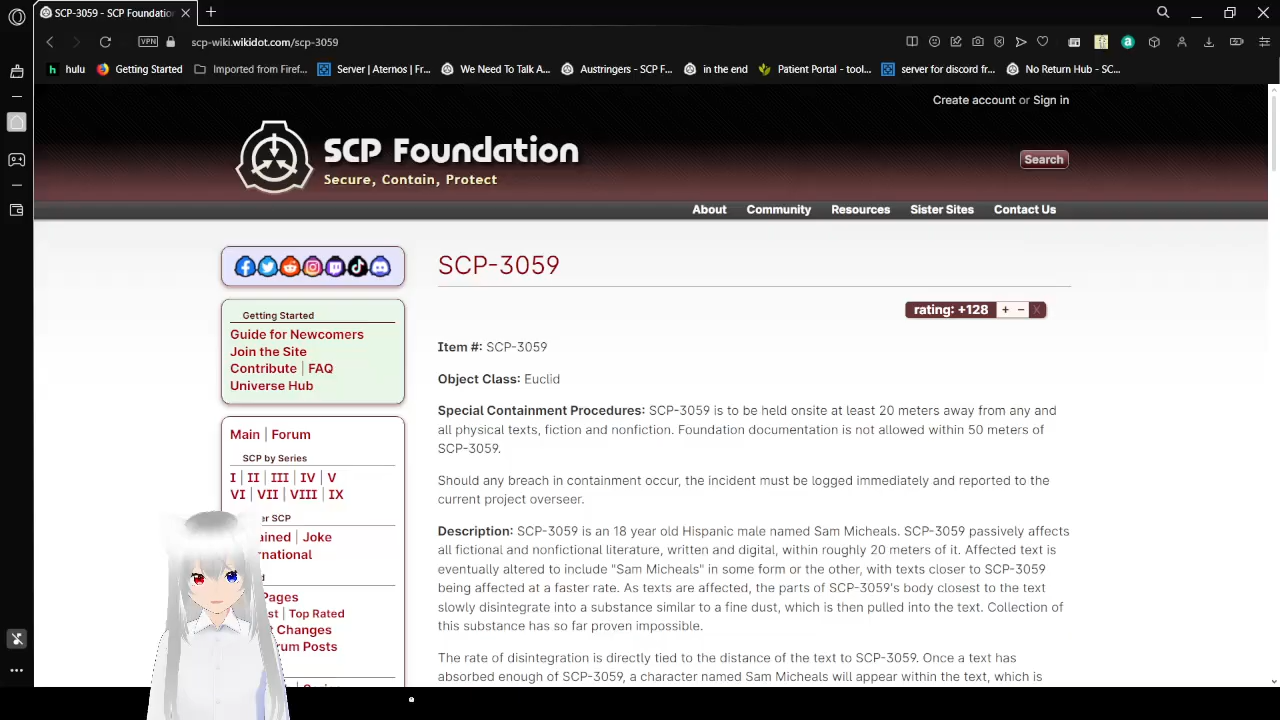 SCP-3059 - SCP Foundation
scp-wiki.wikidot.com/scp-3059
VPN
hulu
Getting Started
Imported from Firef...
Server | Aternos | Fr...
We Need To Talk A...
Austringers - SCP F...
in the end
Patient Portal - tool...
server for discord fr...
No Return Hub - SC...
Create account or Sign in
SCP Foundation
Secure, Contain, Protect
Search
About Community Resources Sister Sites Contact Us
Getting Started
Guide for Newcomers
Join the Site
Contribute | FAQ
Universe Hub
Main | Forum
SCP by Series
I | II | III | IV | V
VI | VII | VIII | IX
er SCP
ained | Joke
rnational
Pages
st | Top Rated
Changes
rum Posts
SCP-3059
rating: +128 + – X
Item #: SCP-3059
Object Class: Euclid
Special Containment Procedures: SCP-3059 is to be held onsite at least 20 meters away from any and
all physical texts, fiction and nonfiction. Foundation documentation is not allowed within 50 meters of
SCP-3059.
Should any breach in containment occur, the incident must be logged immediately and reported to the
current project overseer.
Description: SCP-3059 is an 18 year old Hispanic male named Sam Micheals. SCP-3059 passively affects
all fictional and nonfictional literature, written and digital, within roughly 20 meters of it. Affected text is
eventually altered to include "Sam Micheals" in some form or the other, with texts closer to SCP-3059
being affected at a faster rate. As texts are affected, the parts of SCP-3059's body closest to the text
slowly disintegrate into a substance similar to a fine dust, which is then pulled into the text. Collection of
this substance has so far proven impossible.
The rate of disintegration is directly tied to the distance of the text to SCP-3059. Once a text has
absorbed enough of SCP-3059, a character named Sam Micheals will appear within the text, which is